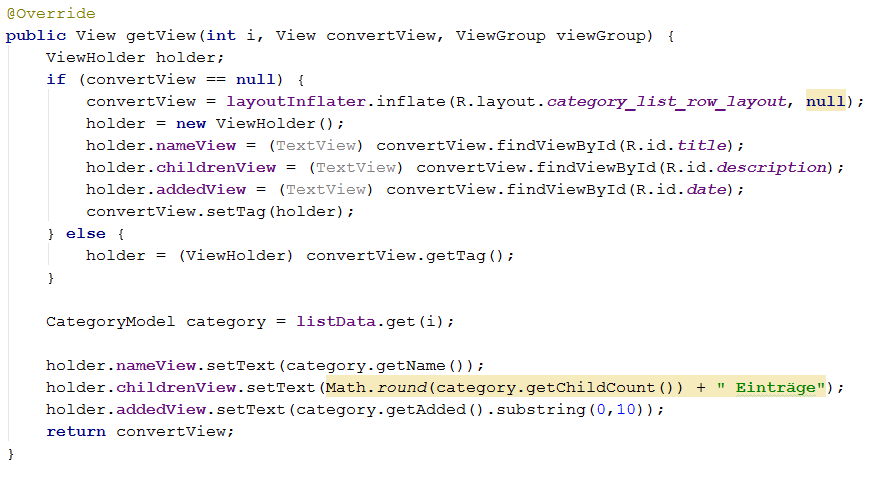 @Override
public View getView(int i, View convertView, ViewGroup viewGroup) {
    ViewHolder holder;
    if (convertView == null) {
        convertView = layoutInflater.inflate(R.layout.category_list_row_layout, null);
        holder = new ViewHolder();
        holder.nameView = (TextView) convertView.findViewById(R.id.title);
        holder.childrenView = (TextView) convertView.findViewById(R.id.description);
        holder.addedView = (TextView) convertView.findViewById(R.id.date);
        convertView.setTag(holder);
    } else {
        holder = (ViewHolder) convertView.getTag();
    }
    CategoryModel category = listData.get(i);
    holder.nameView.setText(category.getName());
    holder.childrenView.setText(Math.round(category.getChildCount()) + " Einträge");
    holder.addedView.setText(category.getAdded().substring(0,10));
    return convertView;
}